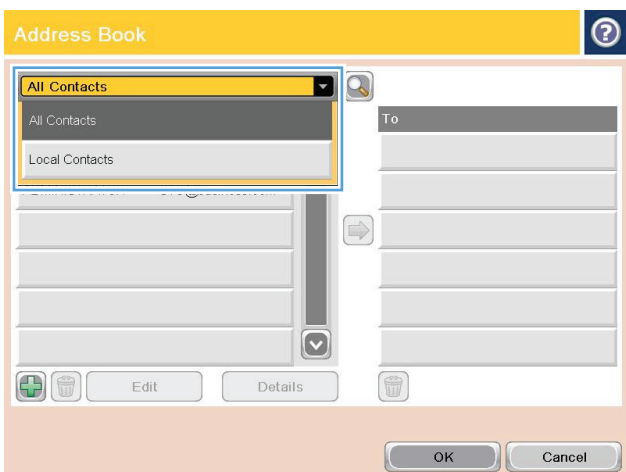 Address Book
All Contacts
All Contacts
To
Local Contacts
Edit
Details
OK
Cancel